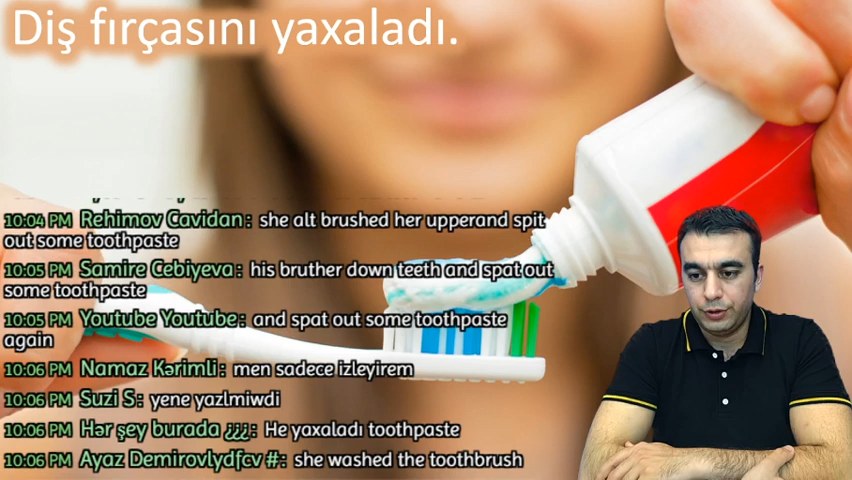 Diş fırçasını yaxaladı.
10:04 PM Rehimov Cavidan: she alt brushed her upperand spit
out some toothpaste
10:05 PM Samire Cebiyeva: his bruther down teeth and spat out
some toothpaste
10:05 PM Youtube Youtube: and spat out some toothpaste
again
10:06 PM Namaz Kərimli: men sadece izleyirem
10:06 PM Suzi S: yene yazlmiwdi
10:06 PM Hər şey burada ¿¿¿: He yaxaladı toothpaste
10:06 PM Ayaz Demirovlydfcv #: she washed the toothbrush